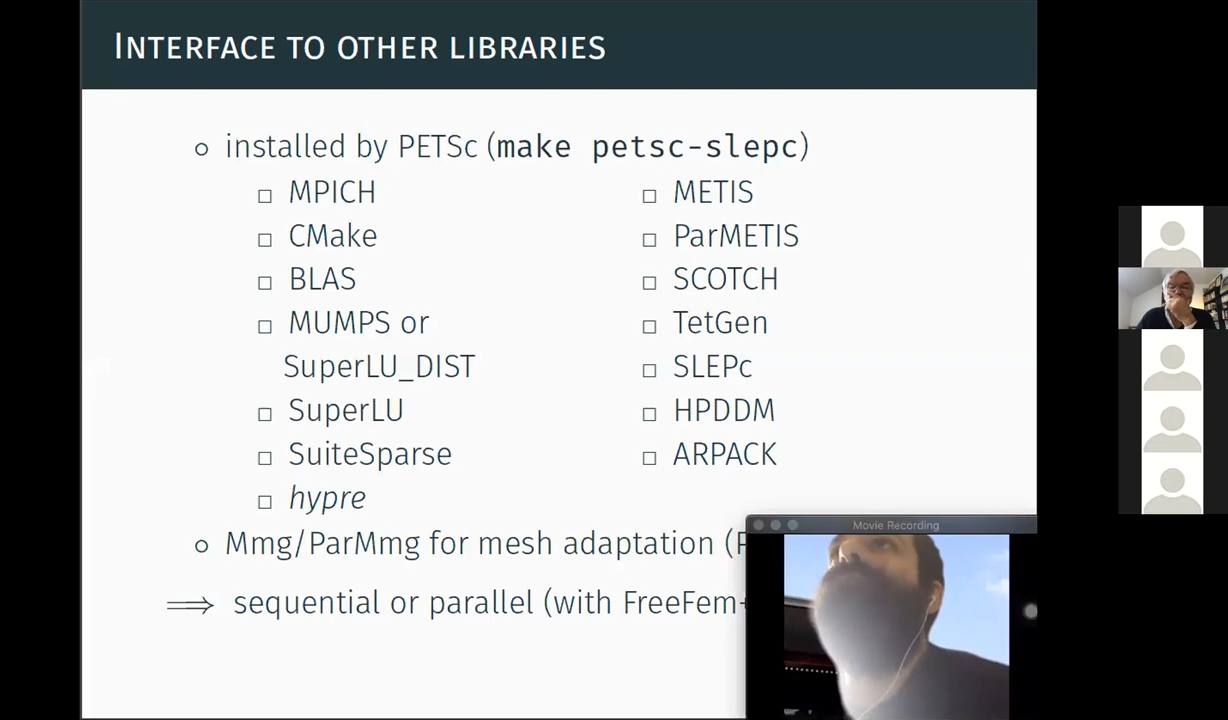 INTERFACE TO OTHER LIBRARIES
installed by PETSc (make petsc-slepc)
MPICH
CMake
BLAS
MUMPS or
SuperLU_DIST
SuperLU
SuiteSparse
hypre
METIS
ParMETIS
SCOTCH
TetGen
SLEPc
HPDDM
ARPACK
Mmg/ParMmg for mesh adaptation (
⟹ sequential or parallel (with FreeFem
Movie Recording